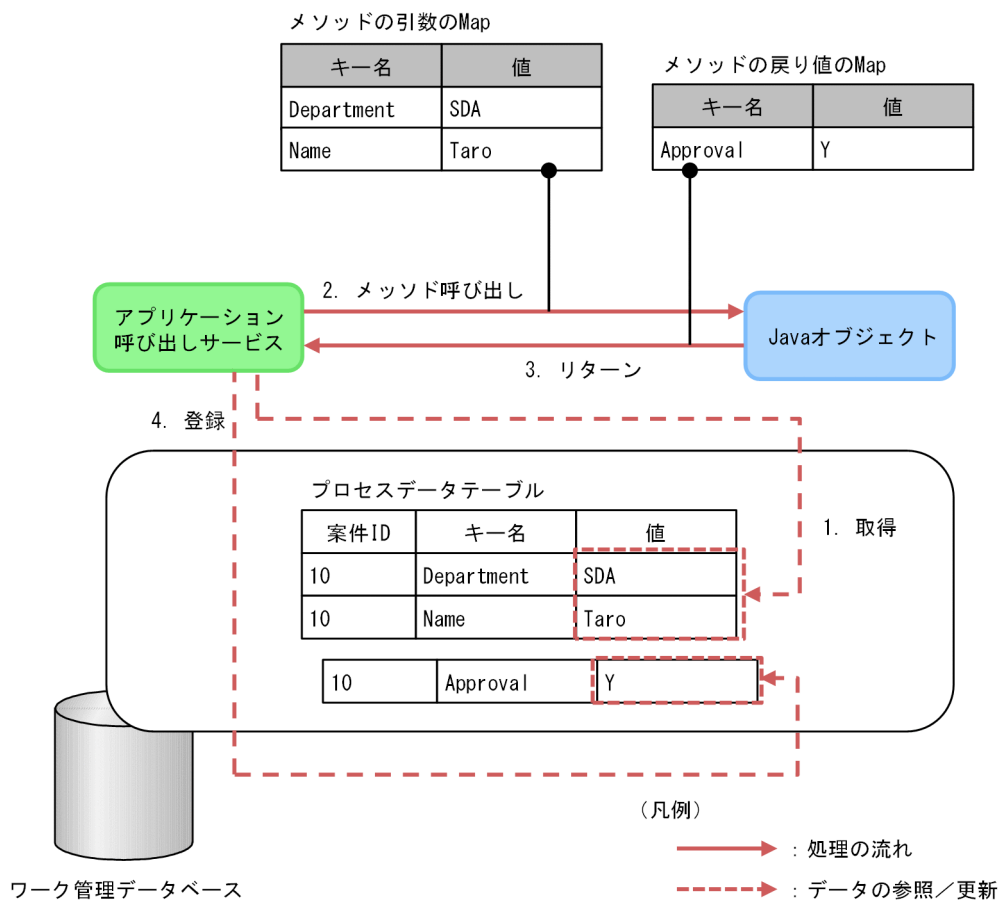 メソッドの引数のMap
キー名 値
Department SDA
Name Taro
メソッドの戻り値のMap
キー名 値
Approval Y
2. メッソド呼び出し
アプリケーション
呼び出しサービス
Javaオブジェクト
3. リターン
4. 登録
プロセスデータテーブル
案件ID キー名 値
10 Department SDA
10 Name Taro
10 Approval Y
1. 取得
ワーク管理データベース
（凡例）
：処理の流れ
：データの参照／更新